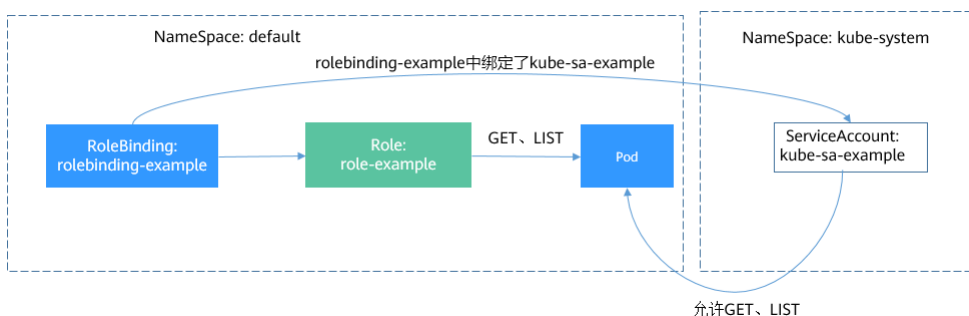 NameSpace: default
NameSpace: kube-system
rolebinding-example中绑定了kube-sa-example
RoleBinding:
rolebinding-example
Role:
role-example
GET、LIST
Pod
ServiceAccount:
kube-sa-example
允许GET、LIST